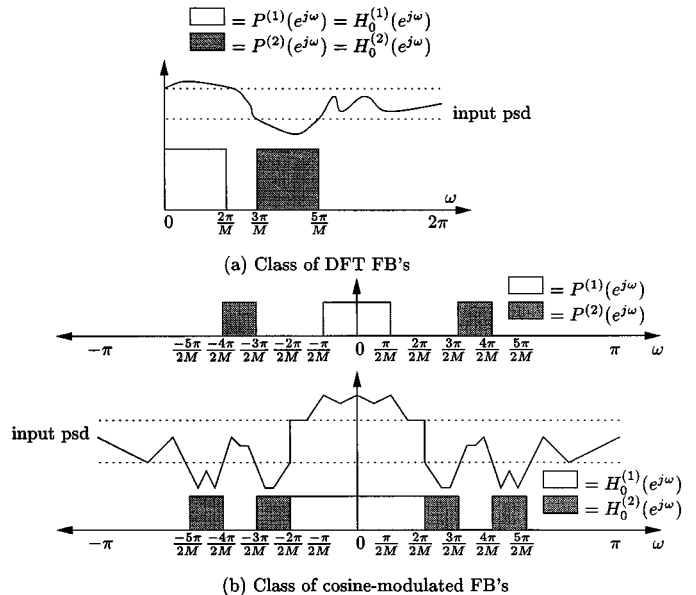 = P^{(1)}(e^{jω}) = H_0^{(1)}(e^{jω})
= P^{(2)}(e^{jω}) = H_0^{(2)}(e^{jω})
input psd
ω
0 2π/M 3π/M 5π/M 2π
(a) Class of DFT FB's
= P^{(1)}(e^{jω})
= P^{(2)}(e^{jω})
−π −5π/2M −4π/2M −3π/2M −2π/2M −π/2M 0 π/2M 2π/2M 3π/2M 4π/2M 5π/2M π ω
input psd
= H_0^{(1)}(e^{jω})
= H_0^{(2)}(e^{jω})
−π −5π/2M −4π/2M −3π/2M −2π/2M −π/2M 0 π/2M 2π/2M 3π/2M 4π/2M 5π/2M π ω
(b) Class of cosine-modulated FB's